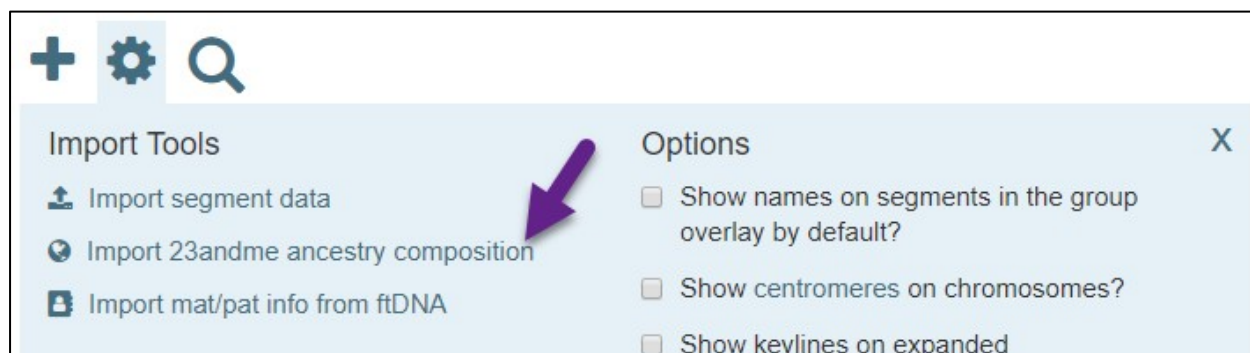 Import Tools
Import segment data
Import 23andme ancestry composition
Import mat/pat info from ftDNA
Options
X
Show names on segments in the group
overlay by default?
Show centromeres on chromosomes?
Show keylines on expanded